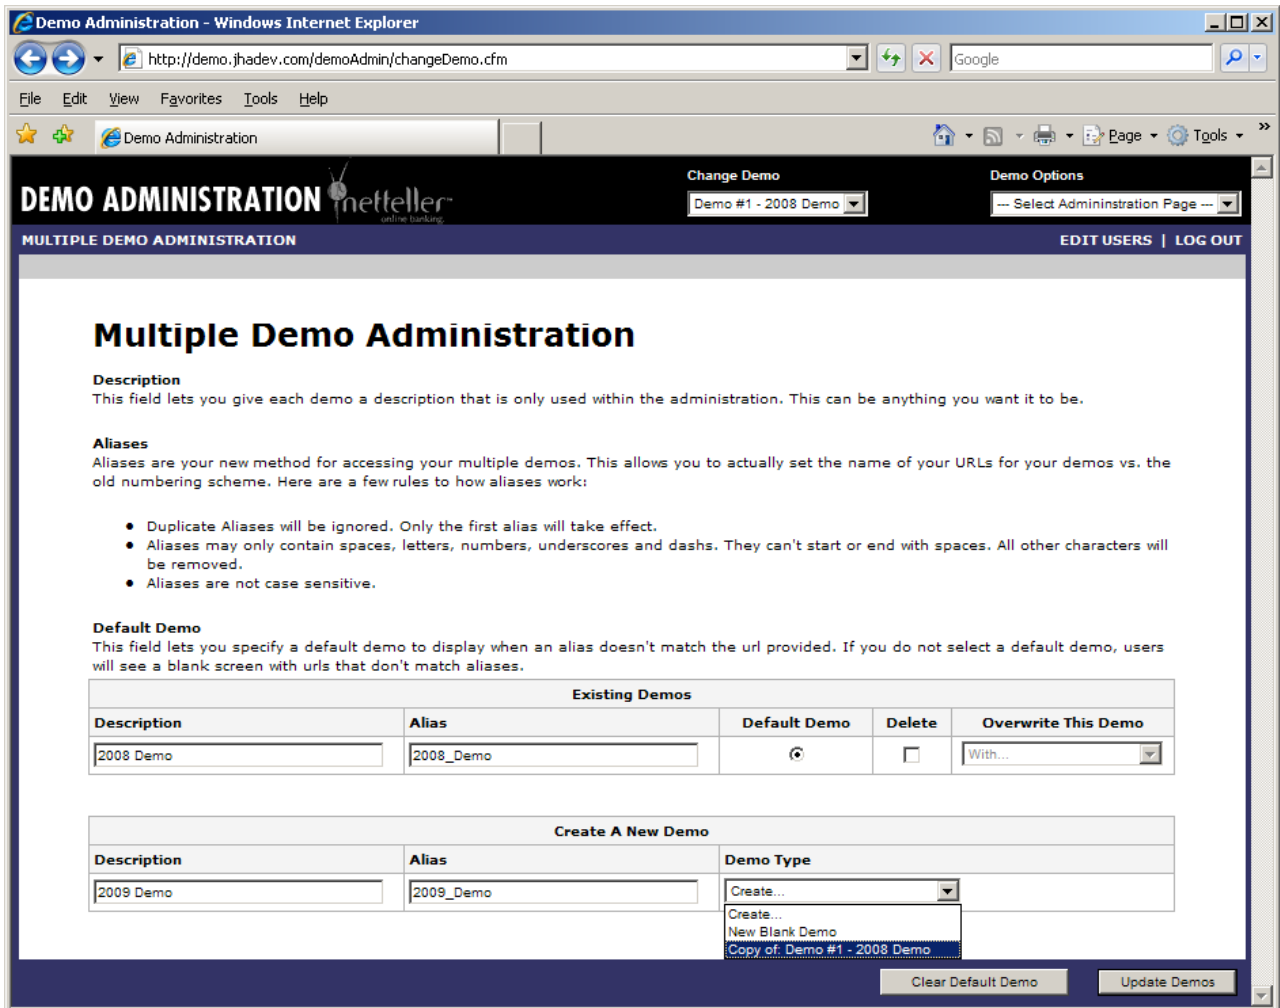 Demo Administration - Windows Internet Explorer
http://demo.jhadev.com/demoAdmin/changeDemo.cfm
Google
File Edit View Favorites Tools Help
Demo Administration
Page Tools »
DEMO ADMINISTRATION netteller™
online banking
Change Demo
Demo #1 - 2008 Demo
Demo Options
--- Select Admininstration Page ---
MULTIPLE DEMO ADMINISTRATION
EDIT USERS | LOG OUT
Multiple Demo Administration
Description
This field lets you give each demo a description that is only used within the administration. This can be anything you want it to be.
Aliases
Aliases are your new method for accessing your multiple demos. This allows you to actually set the name of your URLs for your demos vs. the
old numbering scheme. Here are a few rules to how aliases work:
• Duplicate Aliases will be ignored. Only the first alias will take effect.
• Aliases may only contain spaces, letters, numbers, underscores and dashs. They can't start or end with spaces. All other characters will
be removed.
• Aliases are not case sensitive.
Default Demo
This field lets you specify a default demo to display when an alias doesn't match the url provided. If you do not select a default demo, users
will see a blank screen with urls that don't match aliases.
Existing Demos
Description Alias Default Demo Delete Overwrite This Demo
2008 Demo 2008_Demo With...
Create A New Demo
Description Alias Demo Type
2009 Demo 2009_Demo Create...
Create...
New Blank Demo
Copy of: Demo #1 - 2008 Demo
Clear Default Demo Update Demos